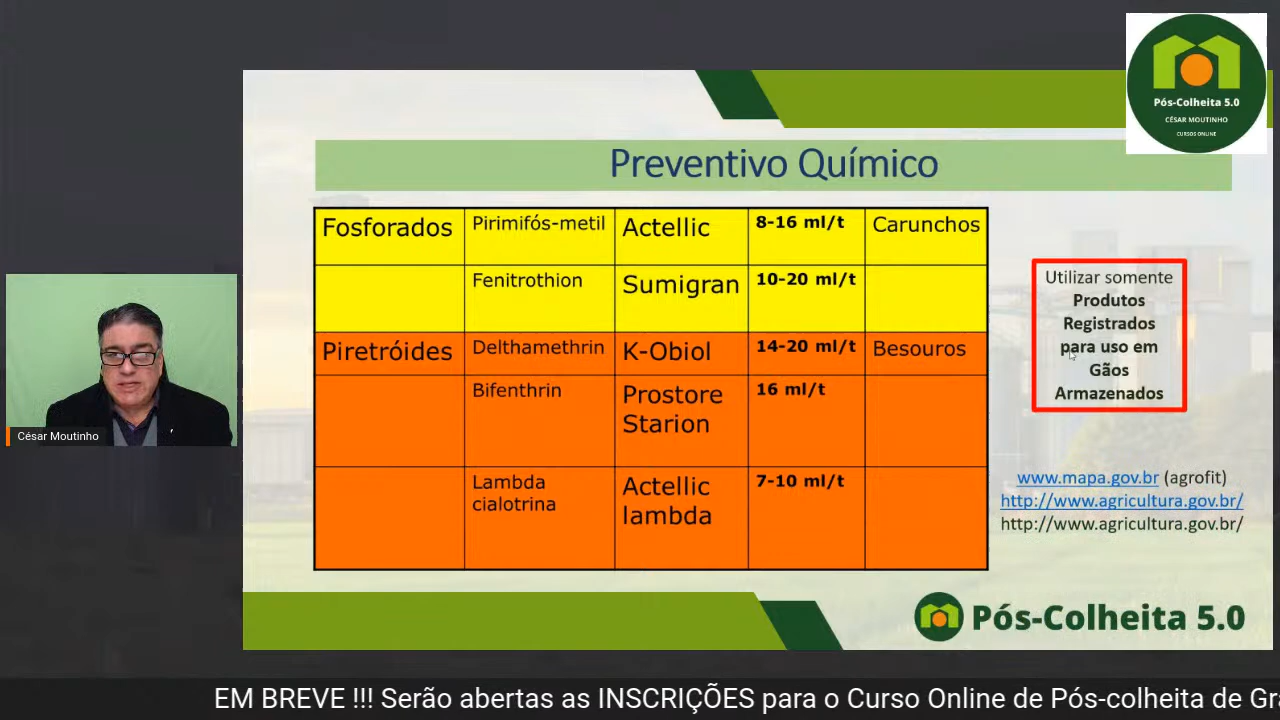 Pós-Colheita 5.0
CÉSAR MOUTINHO
CURSOS ONLINE
Preventivo Químico
Fosforados Pirimifós-metil Actellic 8-16 ml/t Carunchos
Fenitrothion Sumigran 10-20 ml/t
Piretróides Delthamethrin K-Obiol 14-20 ml/t Besouros
Bifenthrin Prostore 16 ml/t
Starion
Lambda Actellic 7-10 ml/t
cialotrina lambda
Utilizar somente
Produtos
Registrados
para uso em
Gãos
Armazenados
www.mapa.gov.br (agrofit)
http://www.agricultura.gov.br/
http://www.agricultura.gov.br/
César Moutinho
Pós-Colheita 5.0
EM BREVE !!! Serão abertas as INSCRIÇÕES para o Curso Online de Pós-colheita de Gra